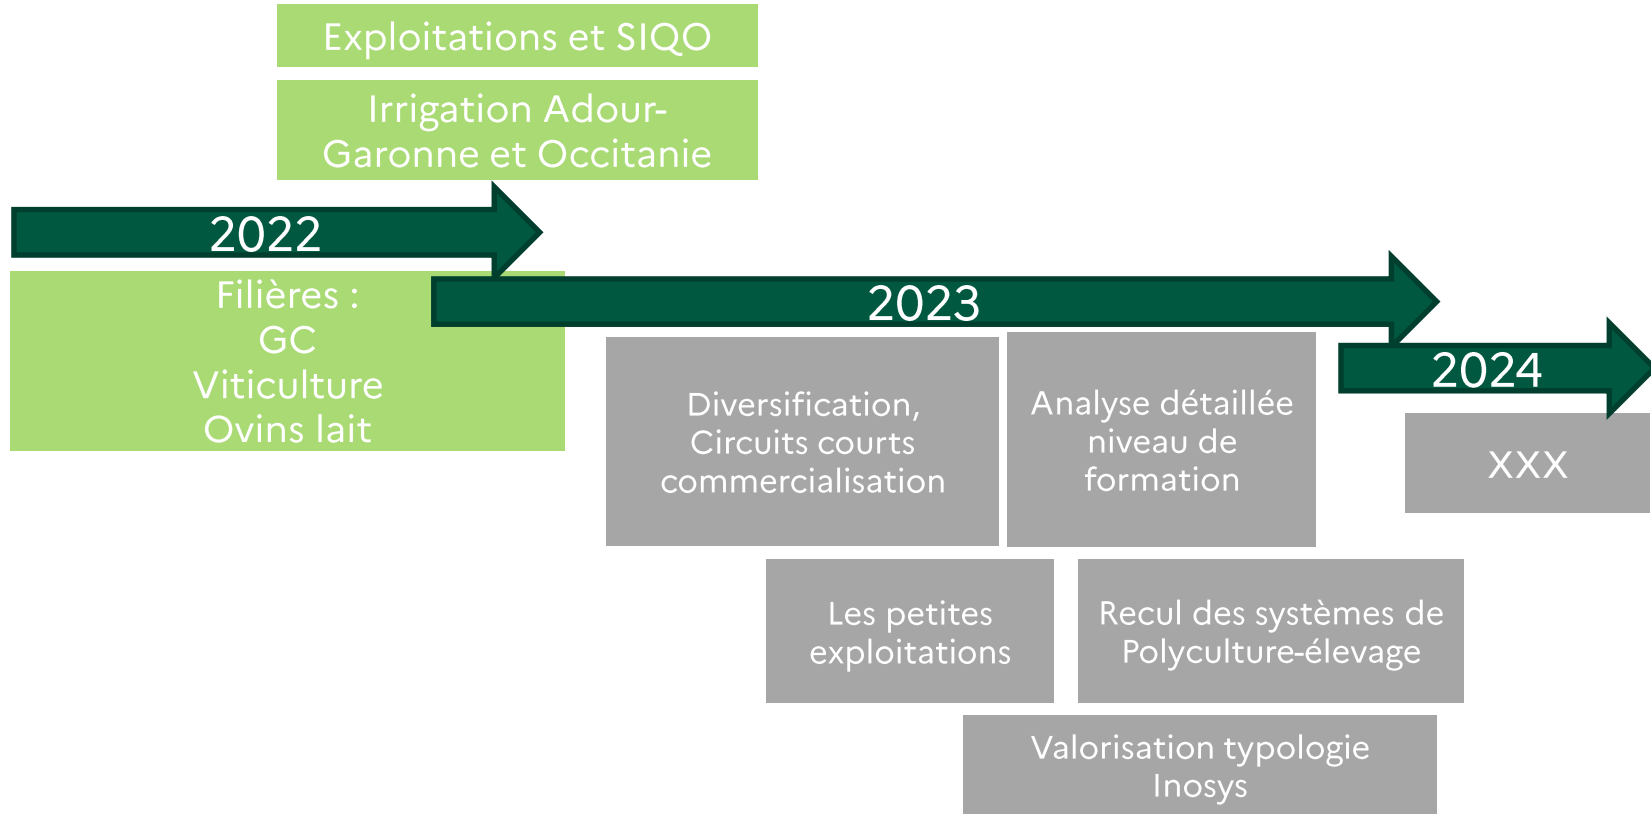 Exploitations et SIQO
Irrigation Adour-
Garonne et Occitanie
2022
Filières :
GC
Viticulture
Ovins lait
2023
2024
Diversification,
Circuits courts
commercialisation
Analyse détaillée
niveau de
formation
XXX
Les petites
exploitations
Recul des systèmes de
Polyculture-élevage
Valorisation typologie
Inosys